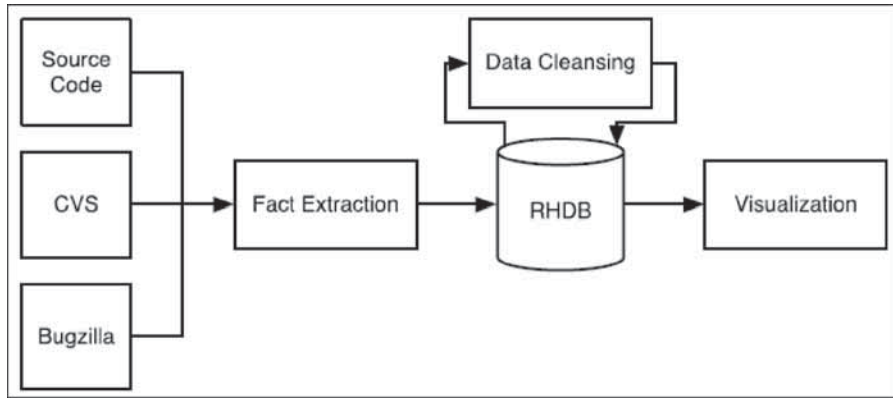 Source
Code
Data Cleansing
CVS
Fact Extraction
RHDB
Visualization
Bugzilla